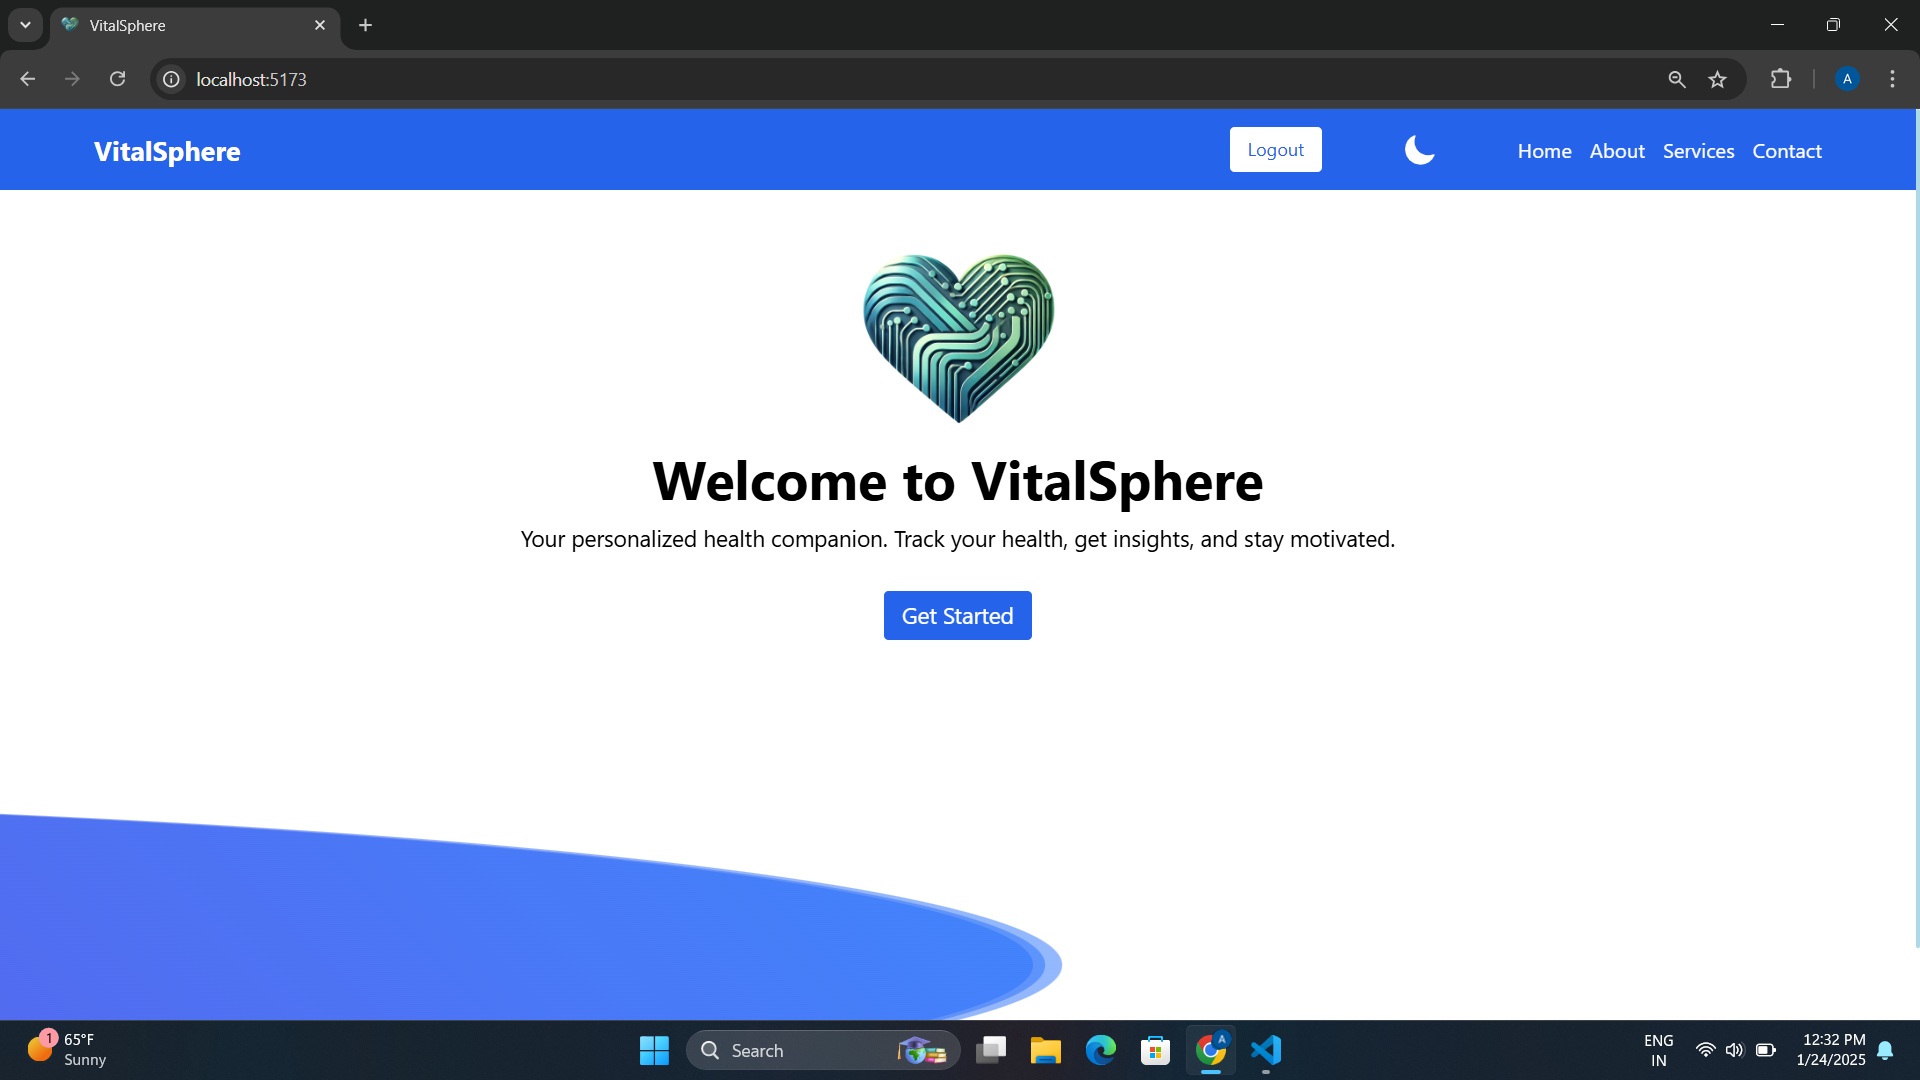 VitalSphere
localhost:5173
A
VitalSphere
Logout
Home About Services Contact
Welcome to VitalSphere
Your personalized health companion. Track your health, get insights, and stay motivated.
Get Started
1
65°F
Sunny
Search
A
ENG
IN
12:32 PM
1/24/2025